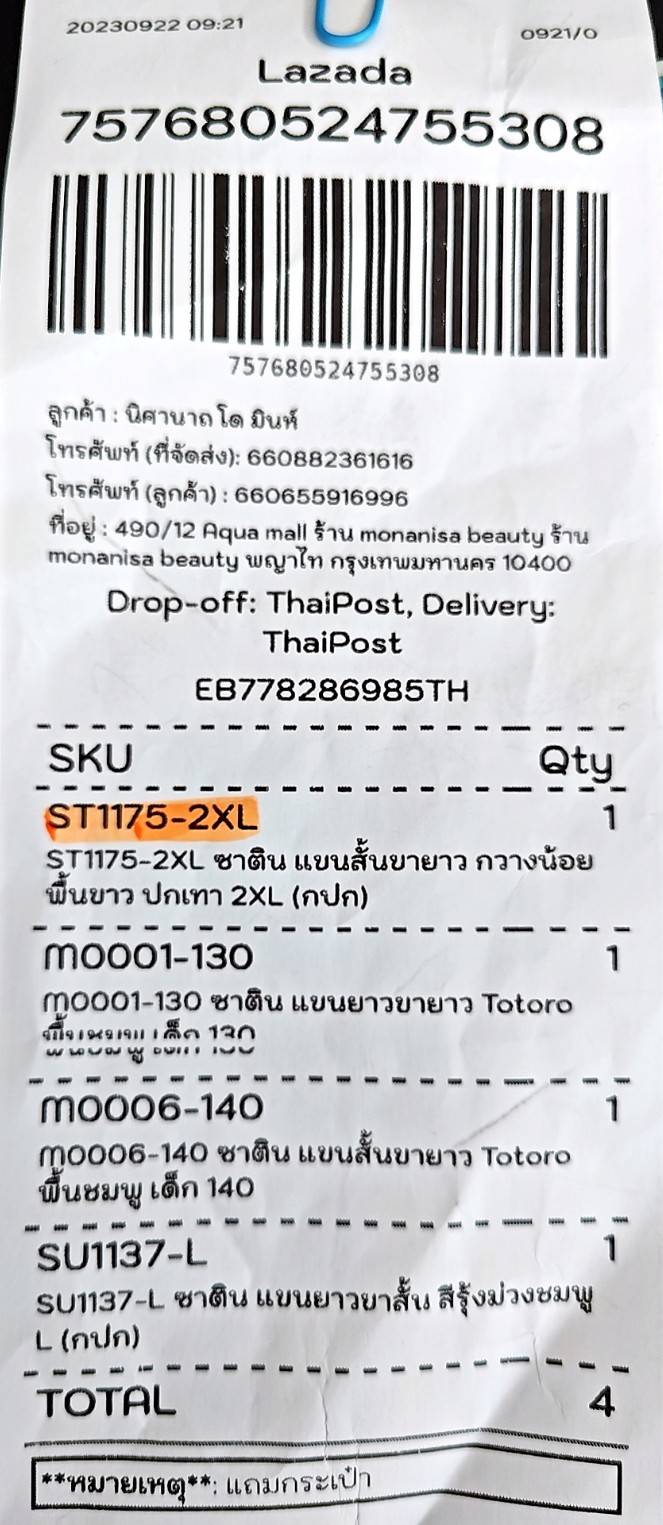 20230922 09:21
0921/0
Lazada
757680524755308
757680524755308
ลูกค้า : นิศานาถ โด มินห์
โทรศัพท์ (ที่จัดส่ง): 660882361616
โทรศัพท์ (ลูกค้า) : 660655916996
ที่อยู่ : 490/12 Aqua mall ร้าน monanisa beauty ร้าน
monanisa beauty พญาไท กรุงเทพมหานคร 10400
Drop-off: ThaiPost, Delivery:
ThaiPost
EB778286985TH
SKU Qty
ST1175-2XL 1
ST1175-2XL ซาติน แขนสั้นขายาว กวางน้อย
พื้นขาว ปกเทา 2XL (กปก)
M0001-130 1
M0001-130 ซาติน แขนยาวขายาว Totoro
พื้นชมพู เด็ก 130
M0006-140 1
M0006-140 ซาติน แขนสั้นขายาว Totoro
พื้นชมพู เด็ก 140
SU1137-L 1
SU1137-L ซาติน แขนยาวขาสั้น สีรุ้งม่วงชมพู
L (กปก)
TOTAL 4
**หมายเหตุ**: แถมกระเป๋า